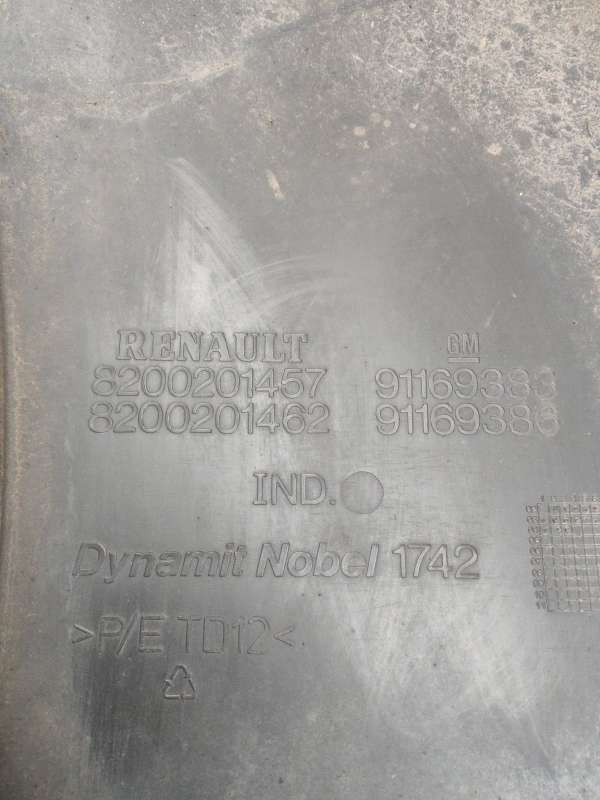 RENAULT GM
8200201457 91169383
8200201462 91169386
IND.
Dynamit Nobel 1742
>P/E TD12<